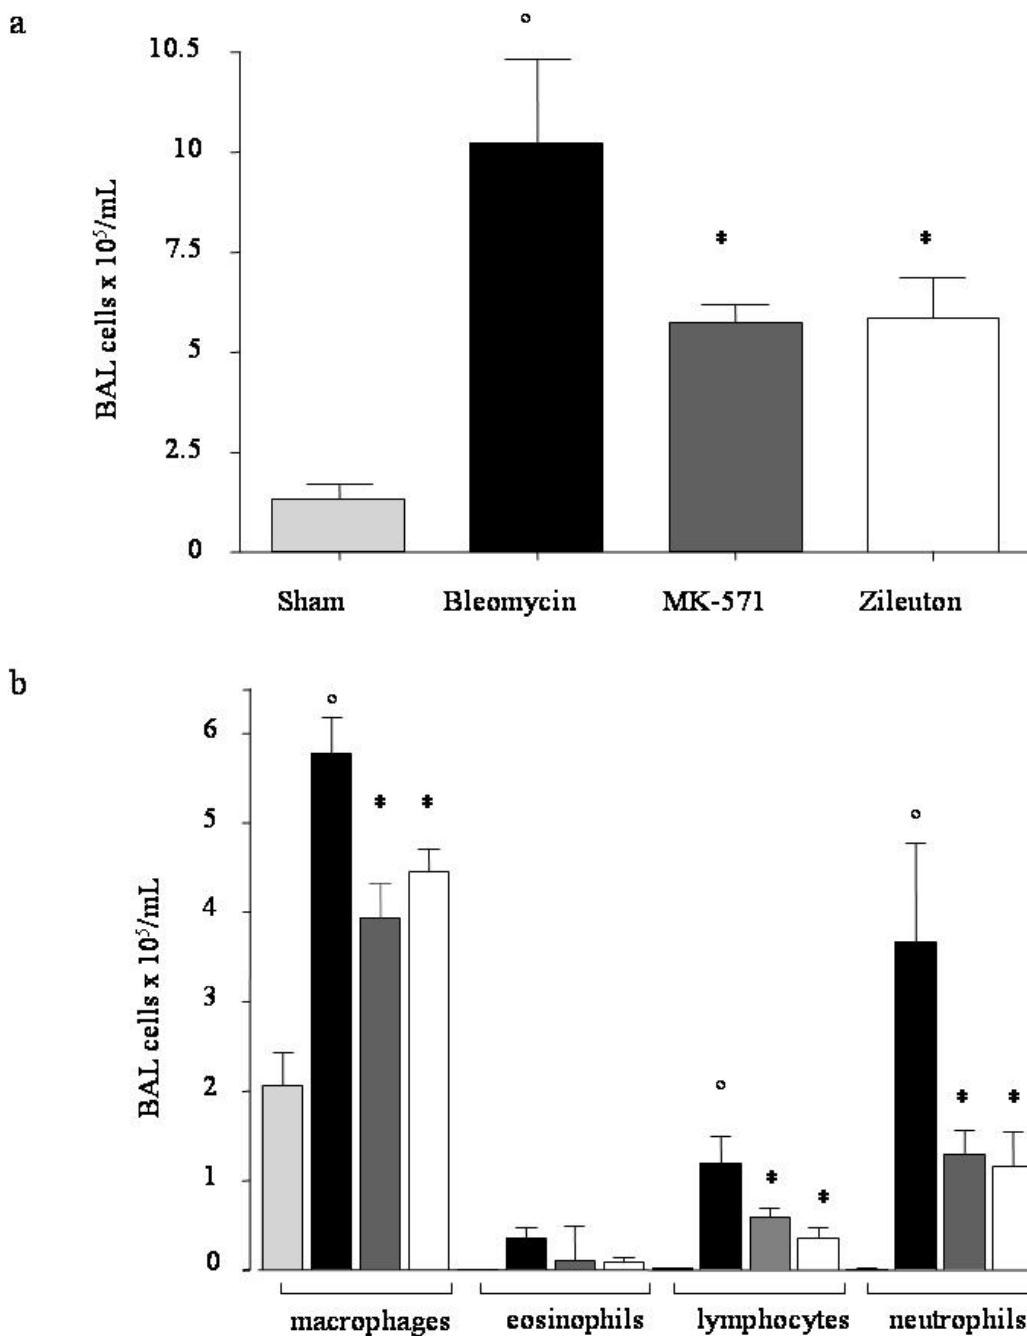 a
BAL cells x 10⁵/mL
10.5
10
7.5
5
2.5
0
° ⁑ ⁑
Sham Bleomycin MK-571 Zileuton
b
BAL cells x 10⁵/mL
6
5
4
3
2
1
0
° ⁑ ⁑ ° ⁑ ⁑ ° ⁑ ⁑
macrophages eosinophils lymphocytes neutrophils